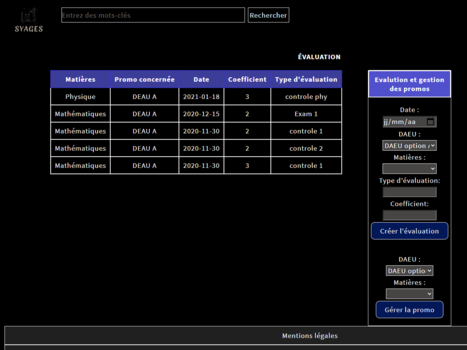 SYAGES
Entrez des mots-clés
Rechercher
ÉVALUATION
Matières Promo concernée Date Coefficient Type d'évaluation
Physique DEAU A 2021-01-18 3 controle phy
Mathématiques DEAU A 2020-12-15 2 Exam 1
Mathématiques DEAU A 2020-11-30 2 controle 1
Mathématiques DEAU A 2020-11-30 2 controle 2
Mathématiques DEAU A 2020-11-30 3 controle 1
Evalution et gestion
des promos
Date :
jj/mm/aa
DAEU :
DAEU option
Matières :
Type d'évaluation:
Coefficient:
Créer l'évaluation
DAEU :
DAEU optio
Matières :
Gérer la promo
Mentions légales